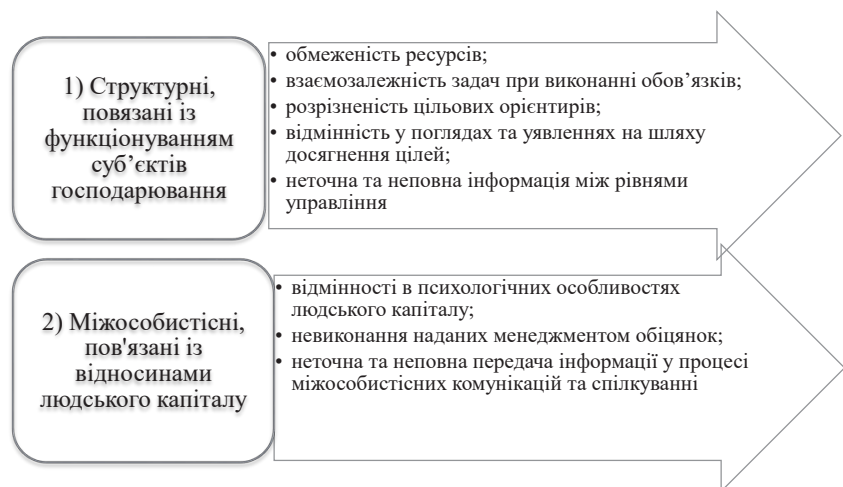 1) Структурні,
повязані із
функціонуванням
суб’єктів
господарювання
• обмеженість ресурсів;
• взаємозалежність задач при виконанні обов’язків;
• розрізненість цільових орієнтирів;
• відмінність у поглядах та уявленнях на шляху
досягнення цілей;
• неточна та неповна інформація між рівнями
управління
2) Міжособистісні,
пов'язані із
відносинами
людського капіталу
• відмінності в психологічних особливостях
людського капіталу;
• невиконання наданих менеджментом обіцянок;
• неточна та неповна передача інформації у процесі
міжособистісних комунікацій та спілкуванні